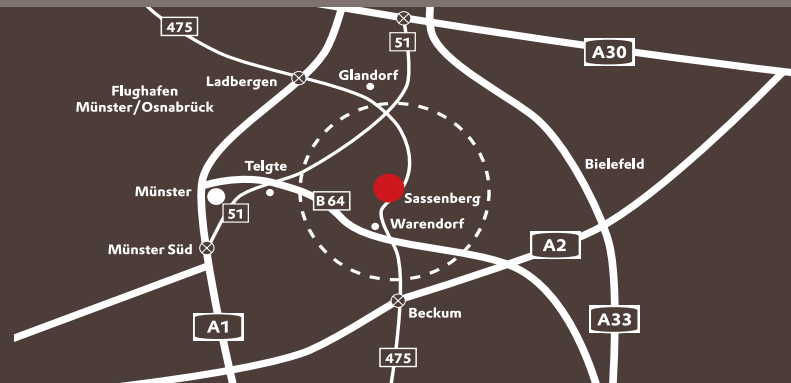 475
51
A30
Glandorf
Ladbergen
Flughafen
Münster/Osnabrück
Telgte
Bielefeld
Münster
B 64
Sassenberg
51
Warendorf
Münster Süd
A2
Beckum
A1
A33
475